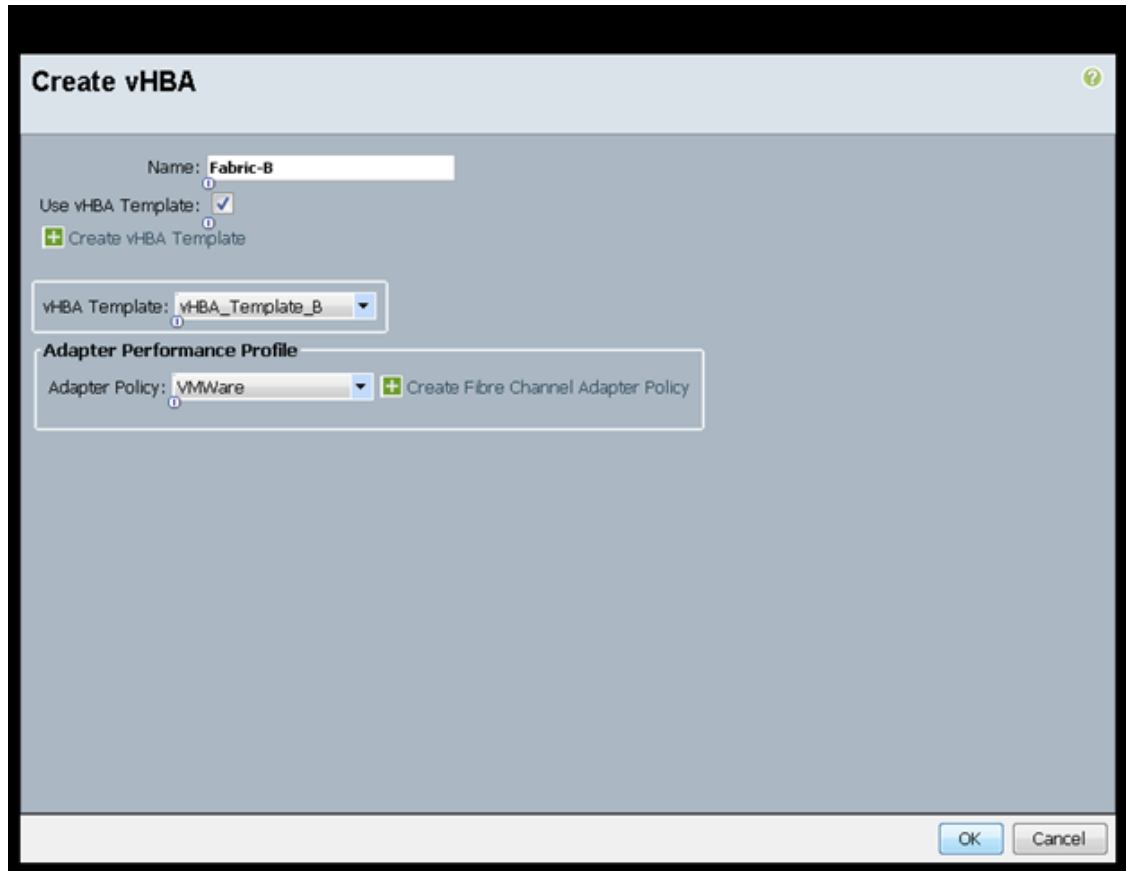 Create vHBA
Name: Fabric-B
Use vHBA Template:
Create vHBA Template
vHBA Template: vHBA_Template_B
Adapter Performance Profile
Adapter Policy: VMWare Create Fibre Channel Adapter Policy
OK Cancel